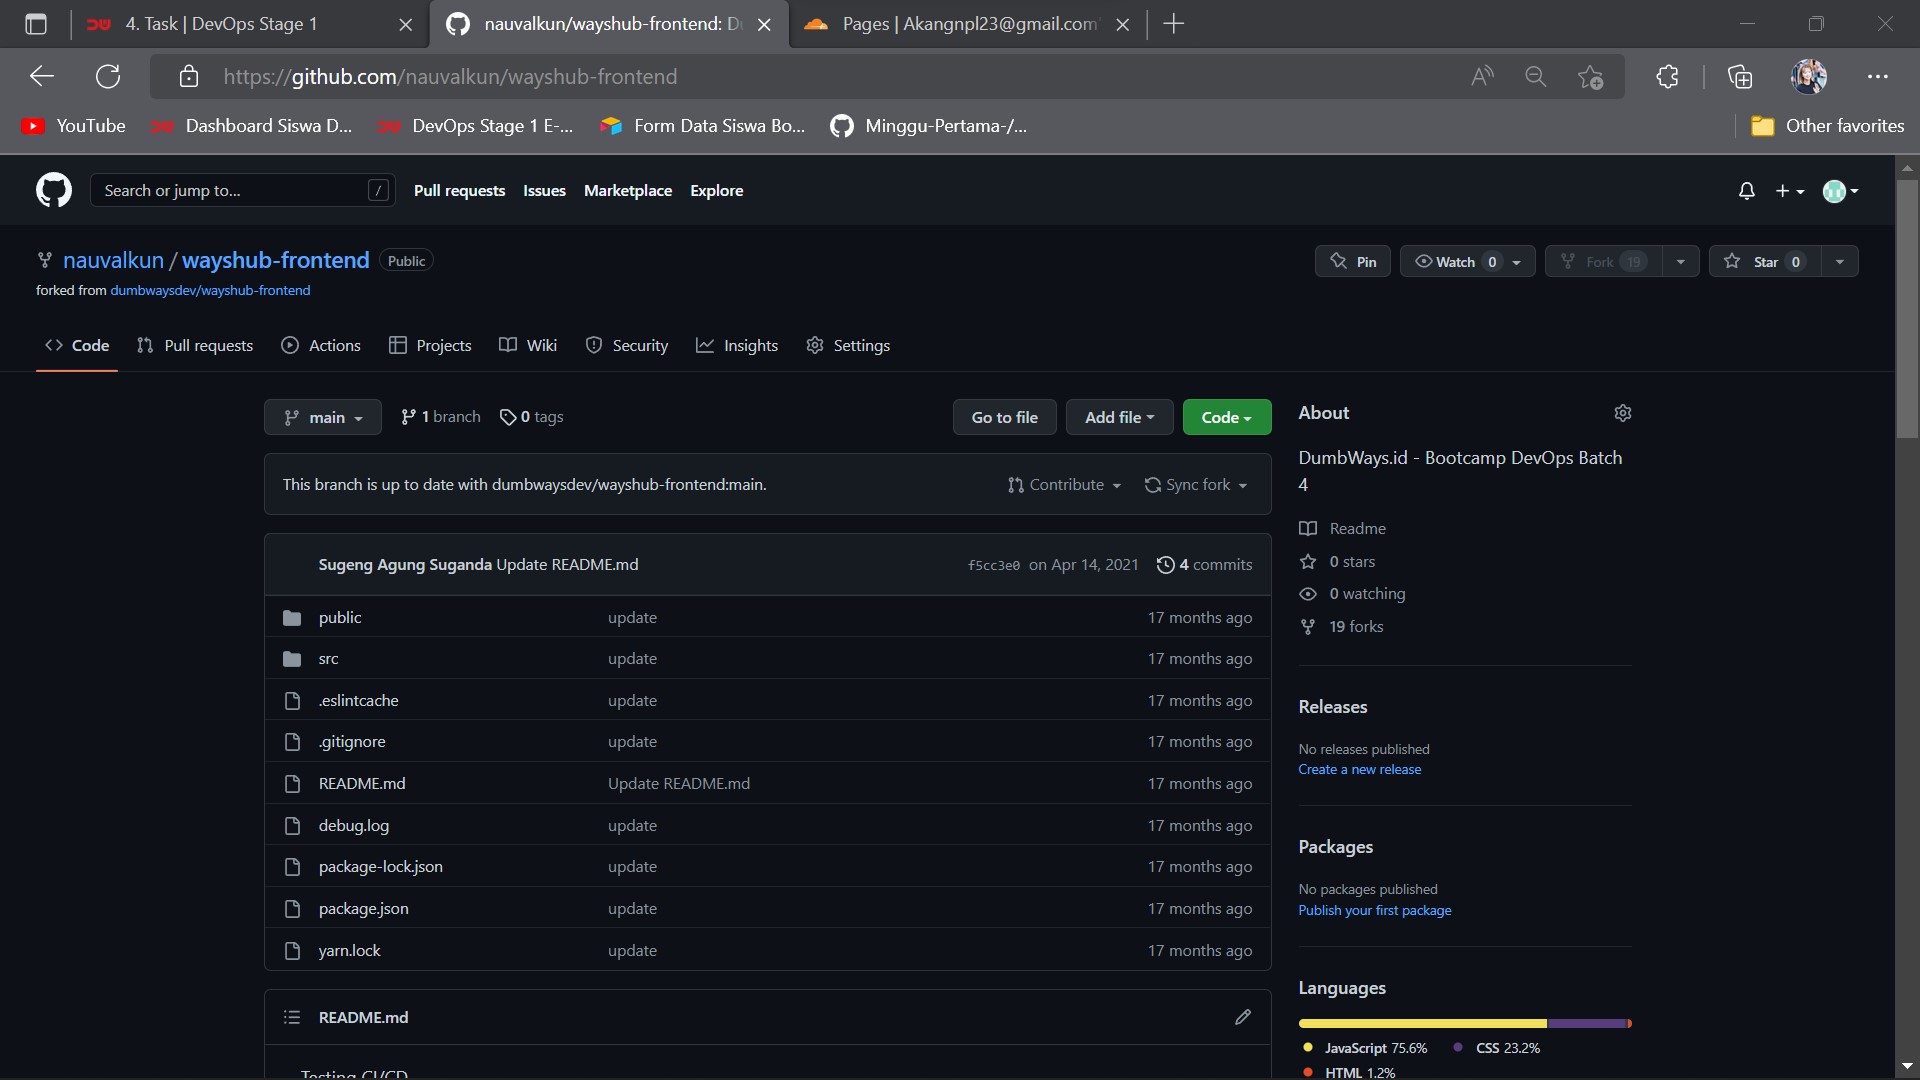 4. Task | DevOps Stage 1
nauvalkun/wayshub-frontend: Du
Pages | Akangnpl23@gmail.com'
https://github.com/nauvalkun/wayshub-frontend
YouTube
Dashboard Siswa D...
DevOps Stage 1 E-...
Form Data Siswa Bo...
Minggu-Pertama-/...
Other favorites
Search or jump to... /
Pull requests
Issues
Marketplace
Explore
nauvalkun / wayshub-frontend Public
forked from dumbwaysdev/wayshub-frontend
Pin
Watch 0
Fork 19
Star 0
Code
Pull requests
Actions
Projects
Wiki
Security
Insights
Settings
main
1 branch
0 tags
Go to file
Add file
Code
This branch is up to date with dumbwaysdev/wayshub-frontend:main.
Contribute
Sync fork
Sugeng Agung Suganda Update README.md
f5cc3e0 on Apr 14, 2021
4 commits
public update 17 months ago
src update 17 months ago
.eslintcache update 17 months ago
.gitignore update 17 months ago
README.md Update README.md 17 months ago
debug.log update 17 months ago
package-lock.json update 17 months ago
package.json update 17 months ago
yarn.lock update 17 months ago
README.md
Testing CI/CD
About
DumbWays.id - Bootcamp DevOps Batch
4
Readme
0 stars
0 watching
19 forks
Releases
No releases published
Create a new release
Packages
No packages published
Publish your first package
Languages
JavaScript 75.6%
CSS 23.2%
HTML 1.2%